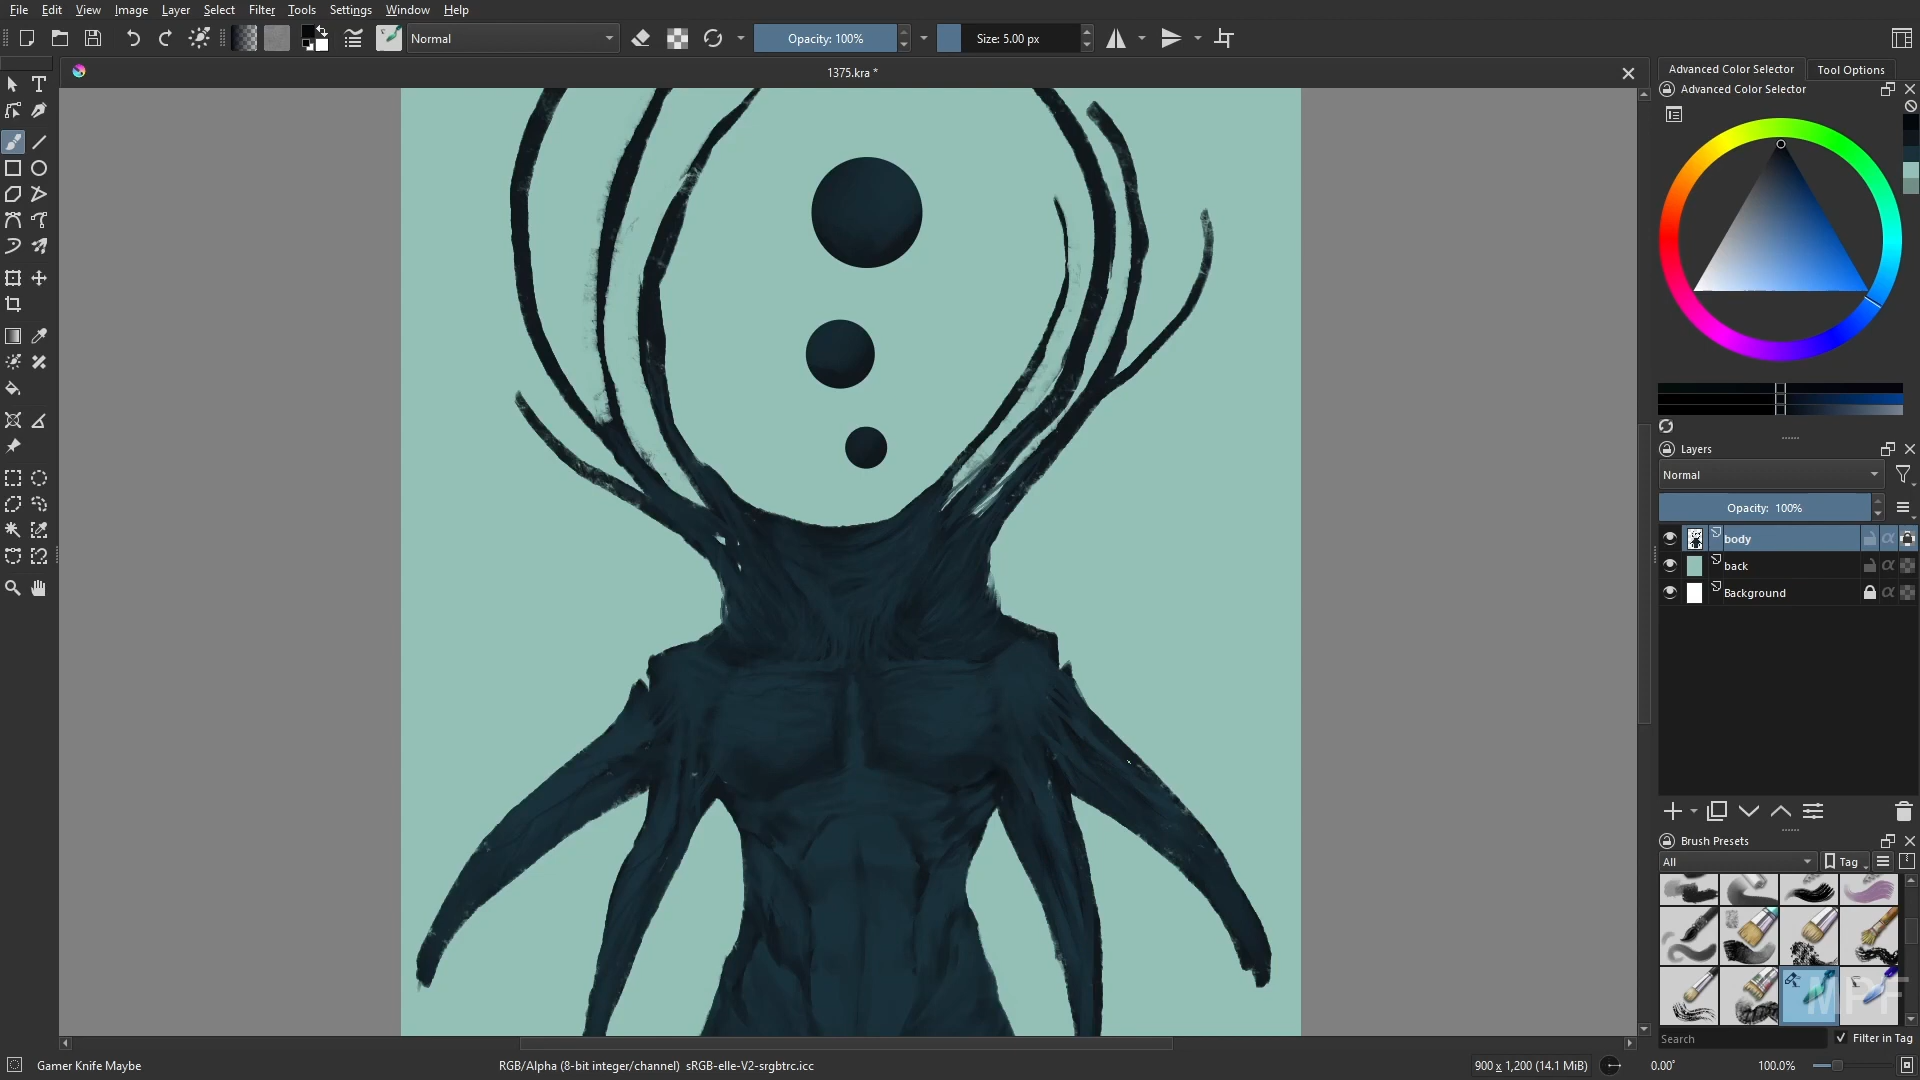 File Edit View Image Layer Select Filter Tools Settings Window Help
Normal Opacity: 100% Size: 5.00 px
1375.kra *
Advanced Color Selector Tool Options
Advanced Color Selector
Layers
Normal
Opacity: 100%
body
back
Background
Brush Presets
All Tag
MPF
Search Filter in Tag
Gamer Knife Maybe RGB/Alpha (8-bit integer/channel) sRGB-elle-V2-srgbtrc.icc 900 x 1,200 (14.1 MiB) 0.00° 100.0%